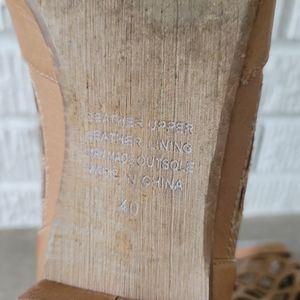 LEATHER UPPER
LEATHER LINING
MAN MADE OUTSOLE
MADE IN CHINA
40